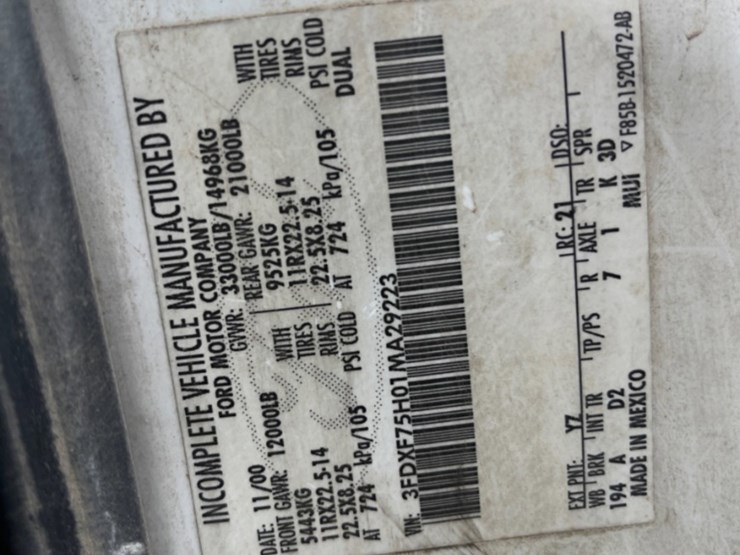 INCOMPLETE VEHICLE MANUFACTURED BY
FORD MOTOR COMPANY
DATE: 11/00 GVWR: 33000LB/14968KG
FRONT GAWR: 12000LB REAR GAWR: 21000LB
5443KG WITH 9525KG WITH
11RX22.5-14 TIRES 11RX22.5-14 TIRES
22.5X8.25 RIMS 22.5X8.25 RIMS
AT 724 kPa/105 PSI COLD AT 724 kPa/105 PSI COLD
DUAL
VIN: 3FDXF75H01MA29223
EXT PNT: YZ RC: 21 DSO:
WB BRK INT TR TP/PS R AXLE TR SPR
194 A D2 7 1 K 3D
MADE IN MEXICO MUI
▽ F85B-1520472-AB